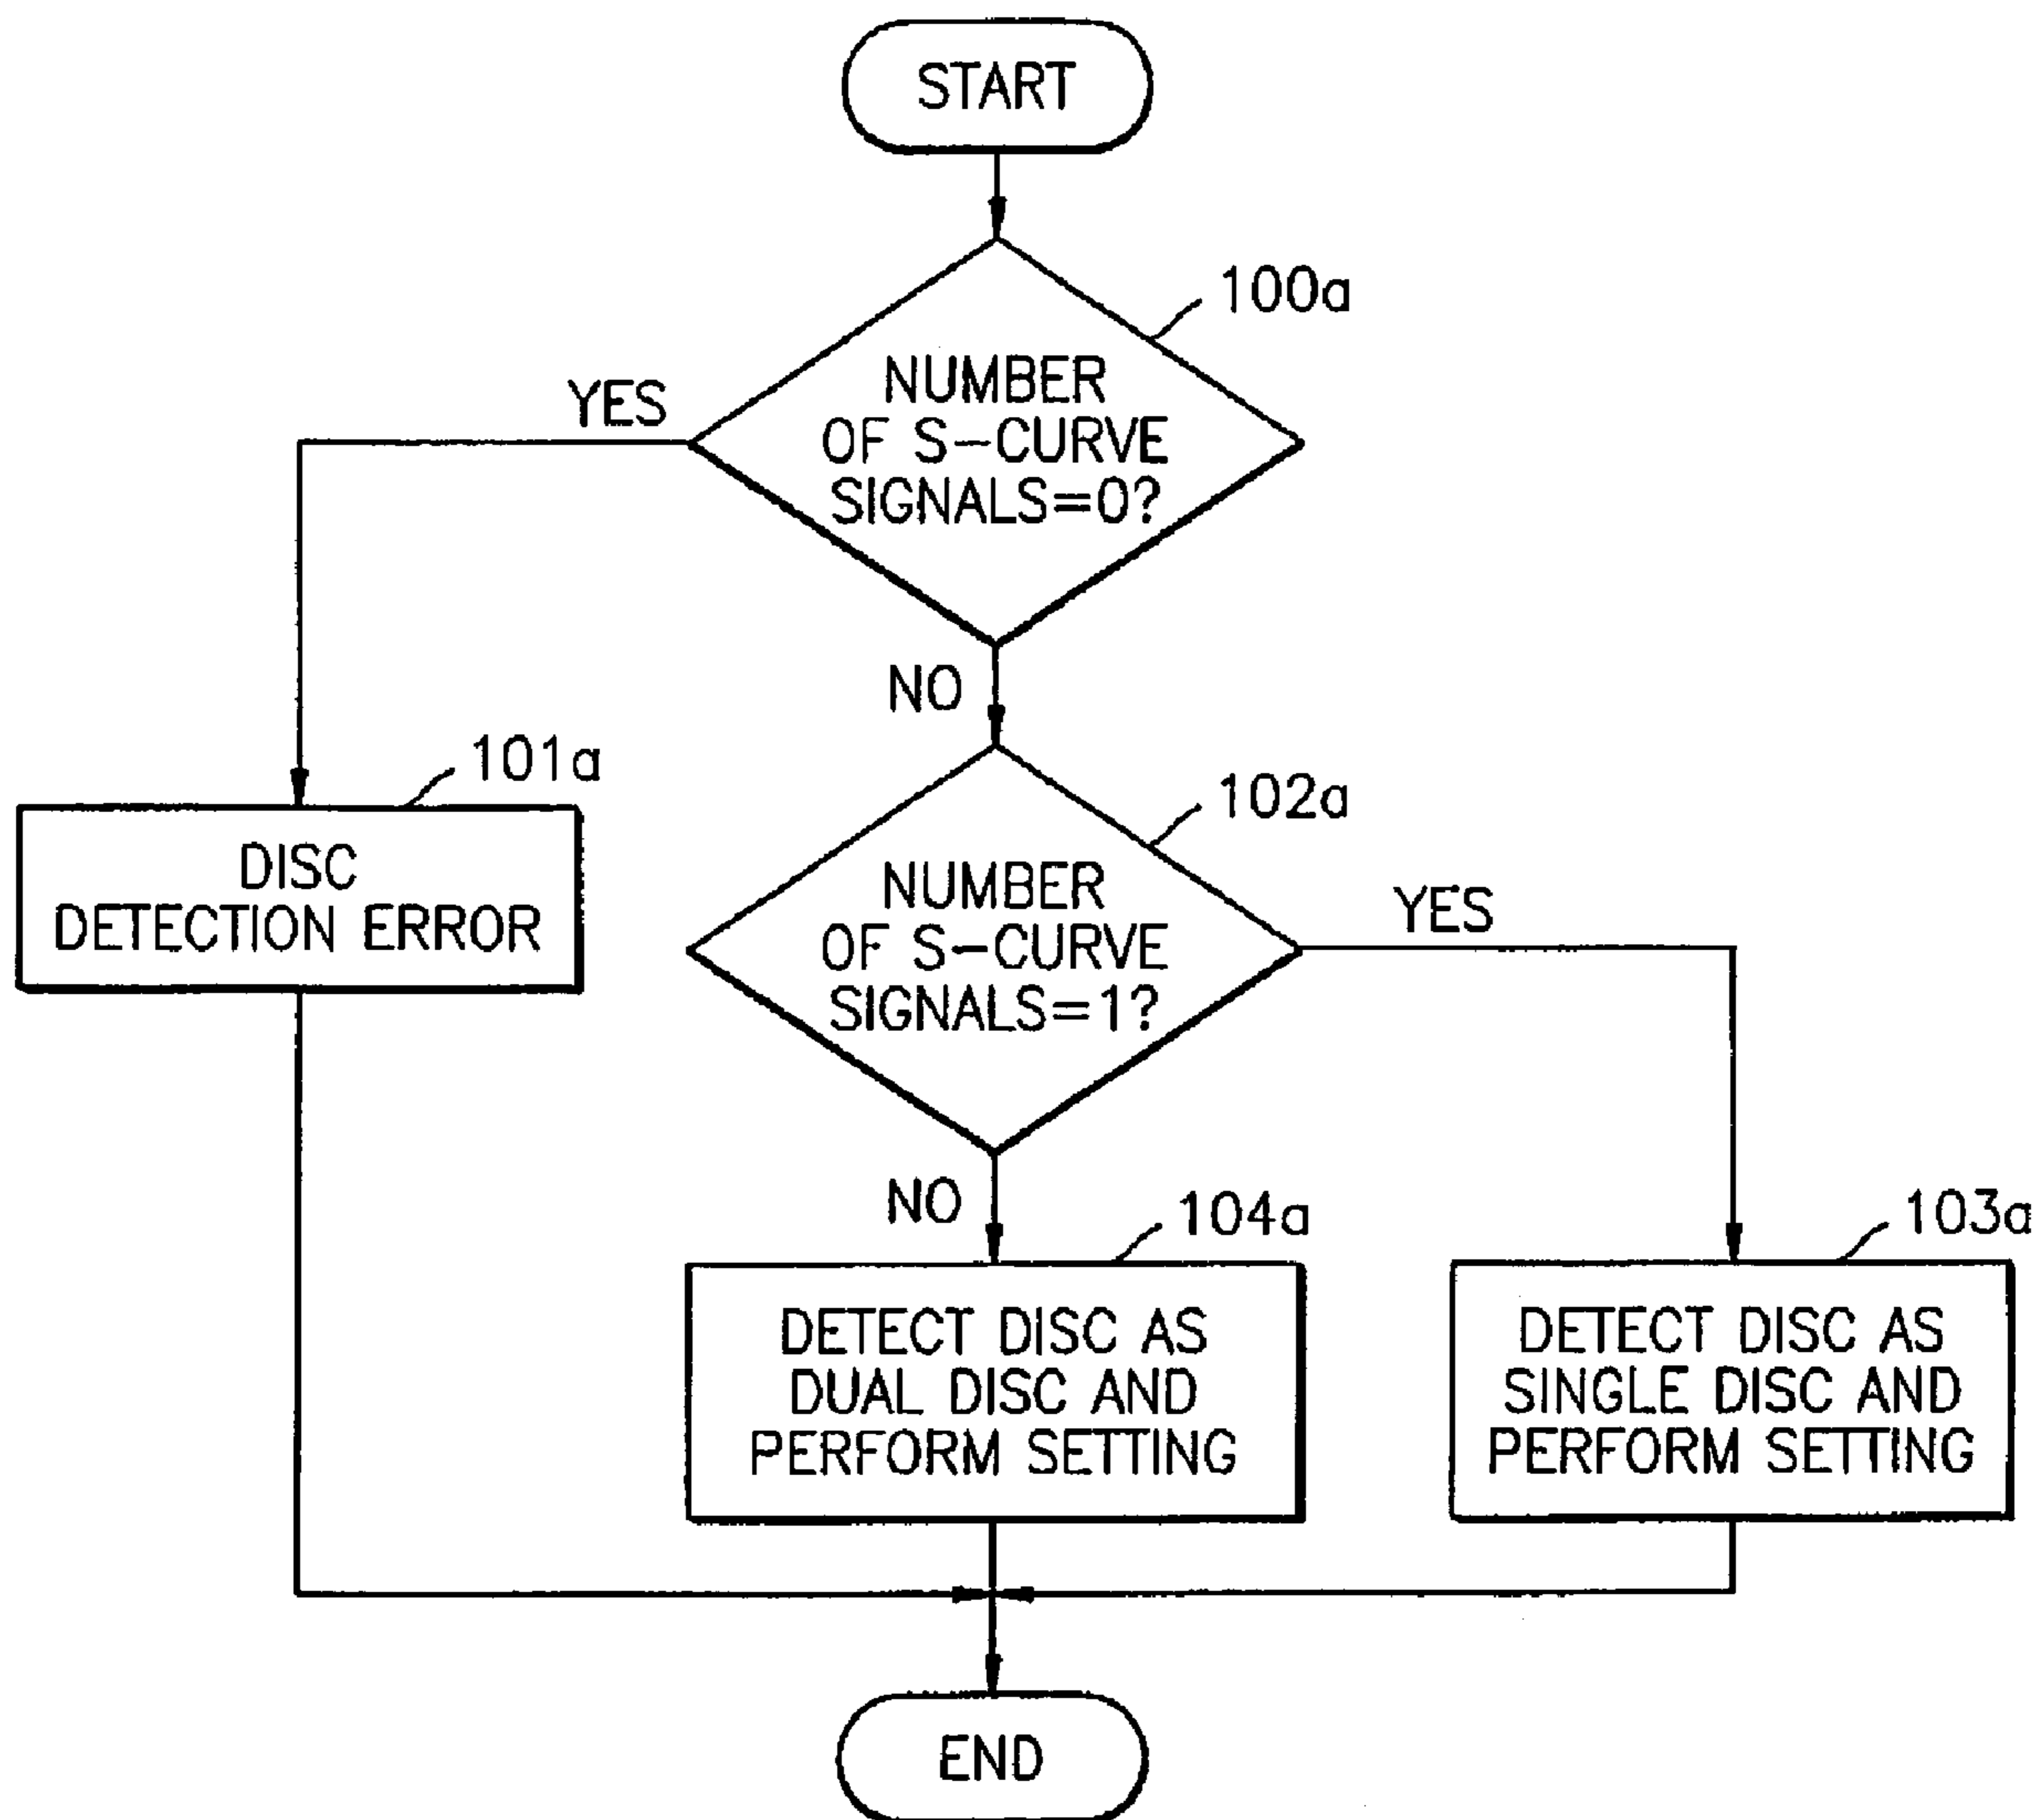 START
100a
NUMBER
OF S-CURVE
SIGNALS=0?
YES
NO
101a
DISC
DETECTION ERROR
102a
NUMBER
OF S-CURVE
SIGNALS=1?
YES
NO
104a
DETECT DISC AS
DUAL DISC AND
PERFORM SETTING
103a
DETECT DISC AS
SINGLE DISC AND
PERFORM SETTING
END